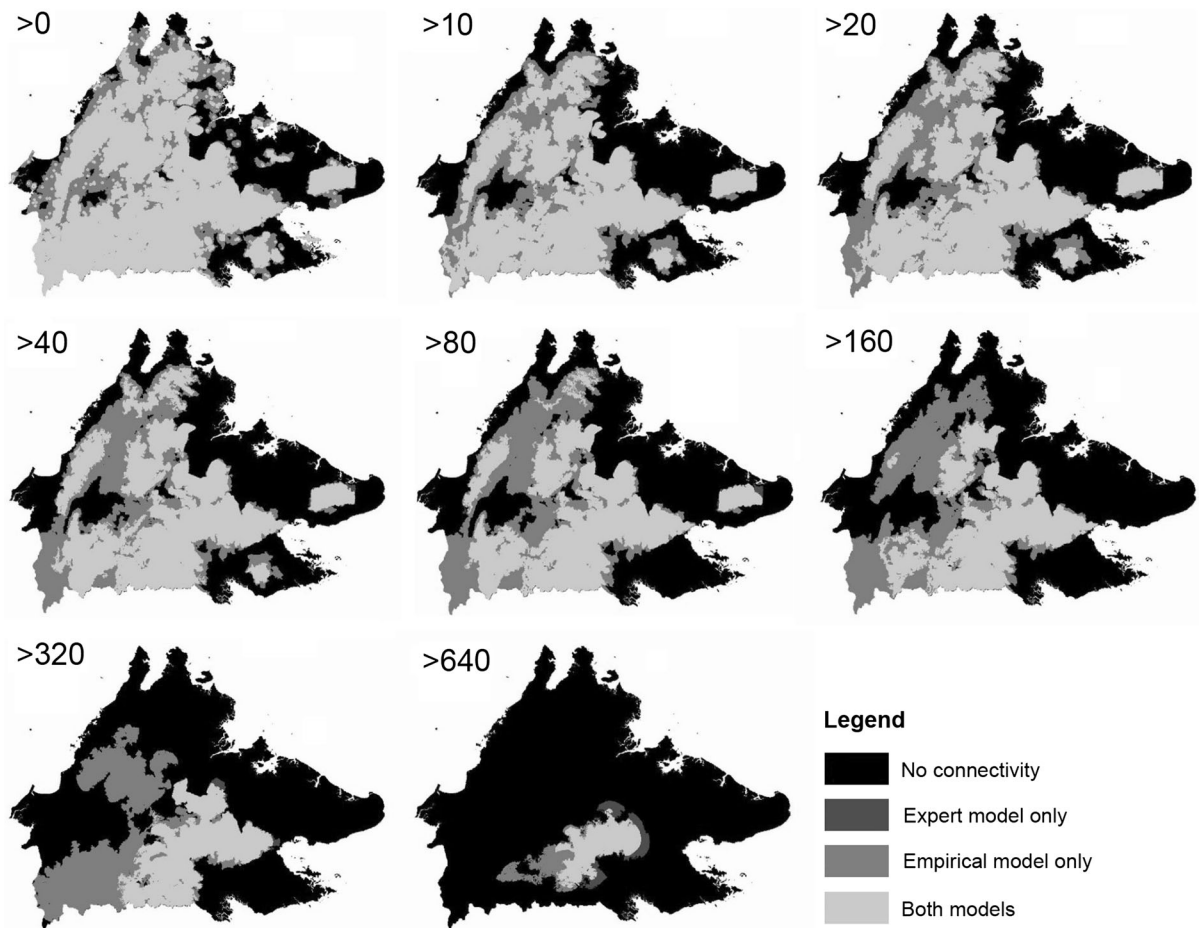 >0
>10
>20
>40
>80
>160
>320
>640
Legend
No connectivity
Expert model only
Empirical model only
Both models